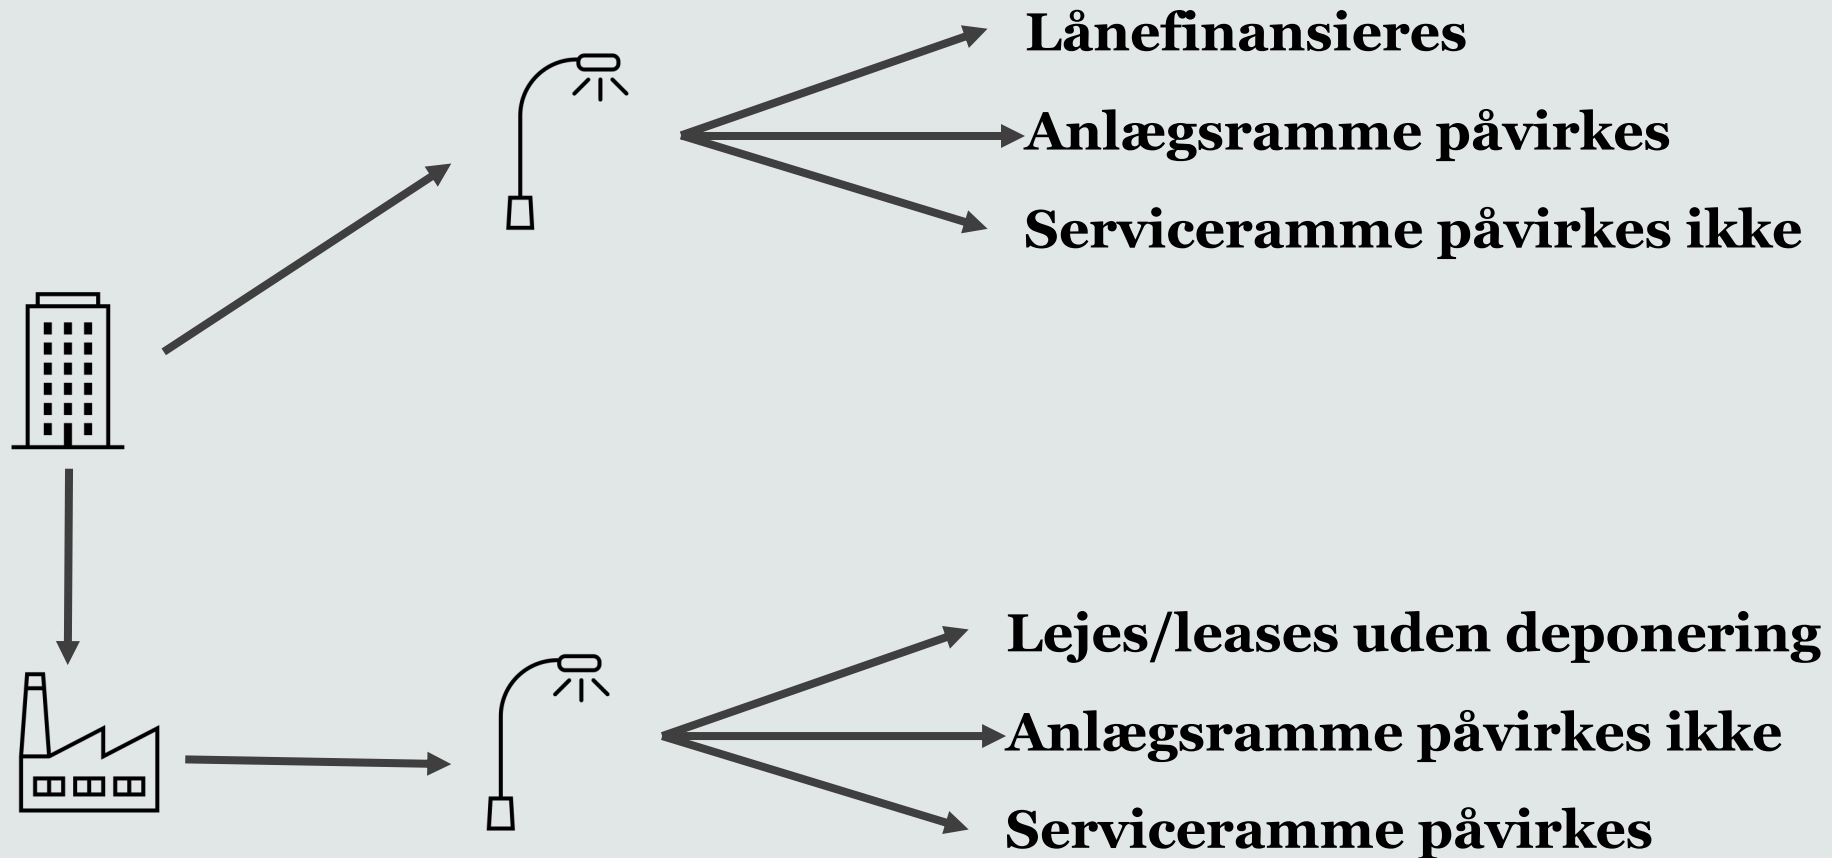 Lånefinansieres
Anlægsramme påvirkes
Serviceramme påvirkes ikke
Lejes/leases uden deponering
Anlægsramme påvirkes ikke
Serviceramme påvirkes